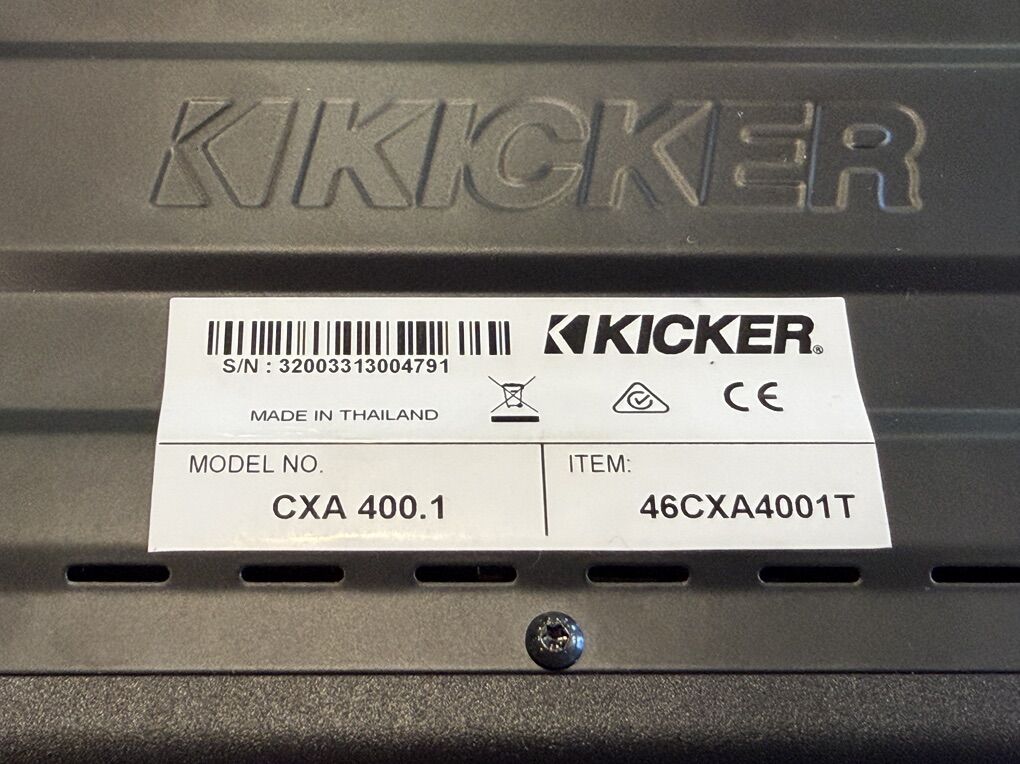 KICKER
KICKER®
S/N : 32003313004791
MADE IN THAILAND
CE
MODEL NO.
CXA 400.1
ITEM:
46CXA4001T